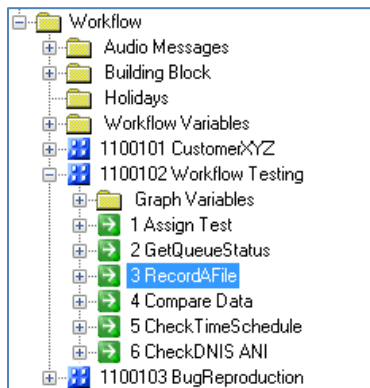 Workflow
Audio Messages
Building Block
Holidays
Workflow Variables
1100101 CustomerXYZ
1100102 Workflow Testing
Graph Variables
1 Assign Test
2 GetQueueStatus
3 RecordAFile
4 Compare Data
5 CheckTimeSchedule
6 CheckDNIS ANI
1100103 BugReproduction